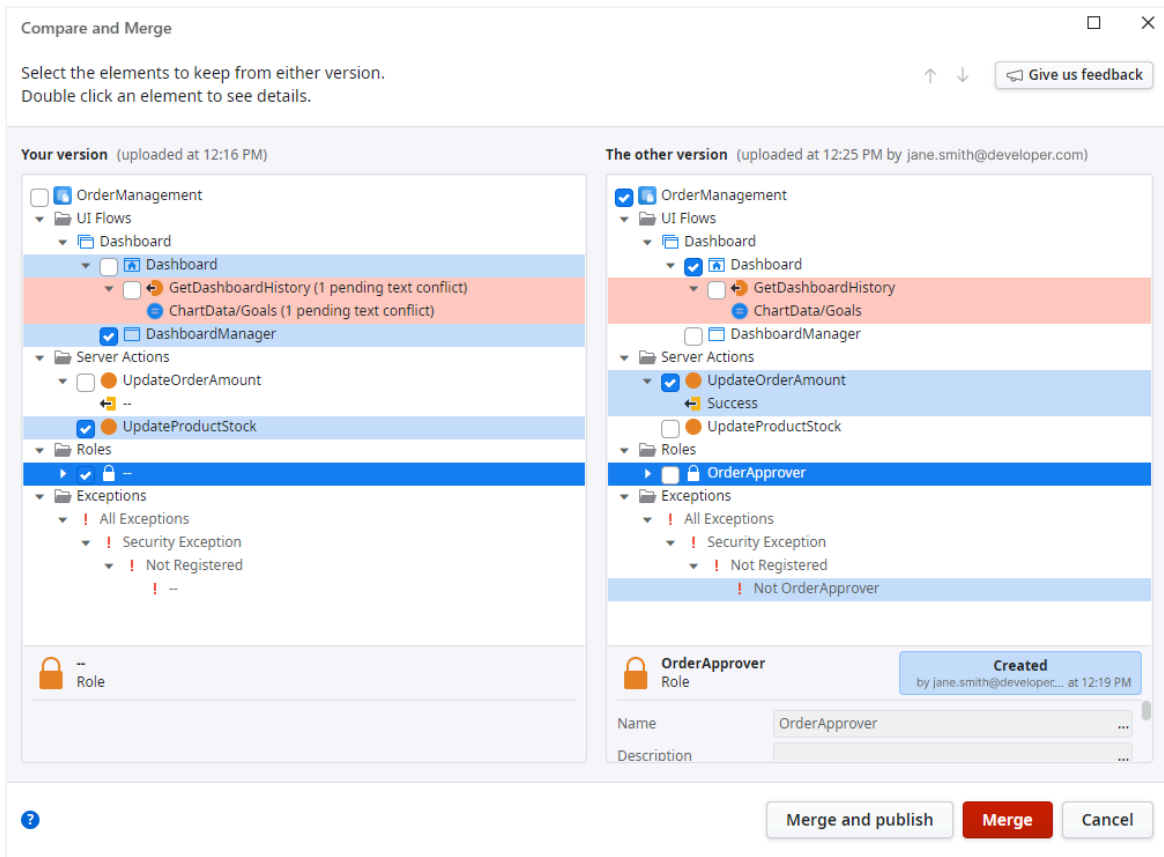 Compare and Merge
Select the elements to keep from either version.
Double click an element to see details.
Give us feedback
Your version (uploaded at 12:16 PM)
OrderManagement
UI Flows
Dashboard
Dashboard
GetDashboardHistory (1 pending text conflict)
ChartData/Goals (1 pending text conflict)
DashboardManager
Server Actions
UpdateOrderAmount
--
UpdateProductStock
Roles
--
Exceptions
! All Exceptions
! Security Exception
! Not Registered
! --
--
Role
The other version (uploaded at 12:25 PM by jane.smith@developer.com)
OrderManagement
UI Flows
Dashboard
Dashboard
GetDashboardHistory
ChartData/Goals
DashboardManager
Server Actions
UpdateOrderAmount
Success
UpdateProductStock
Roles
OrderApprover
Exceptions
! All Exceptions
! Security Exception
! Not Registered
! Not OrderApprover
OrderApprover
Role
Created
by jane.smith@developer,... at 12:19 PM
Name OrderApprover ...
Description ...
? Merge and publish Merge Cancel